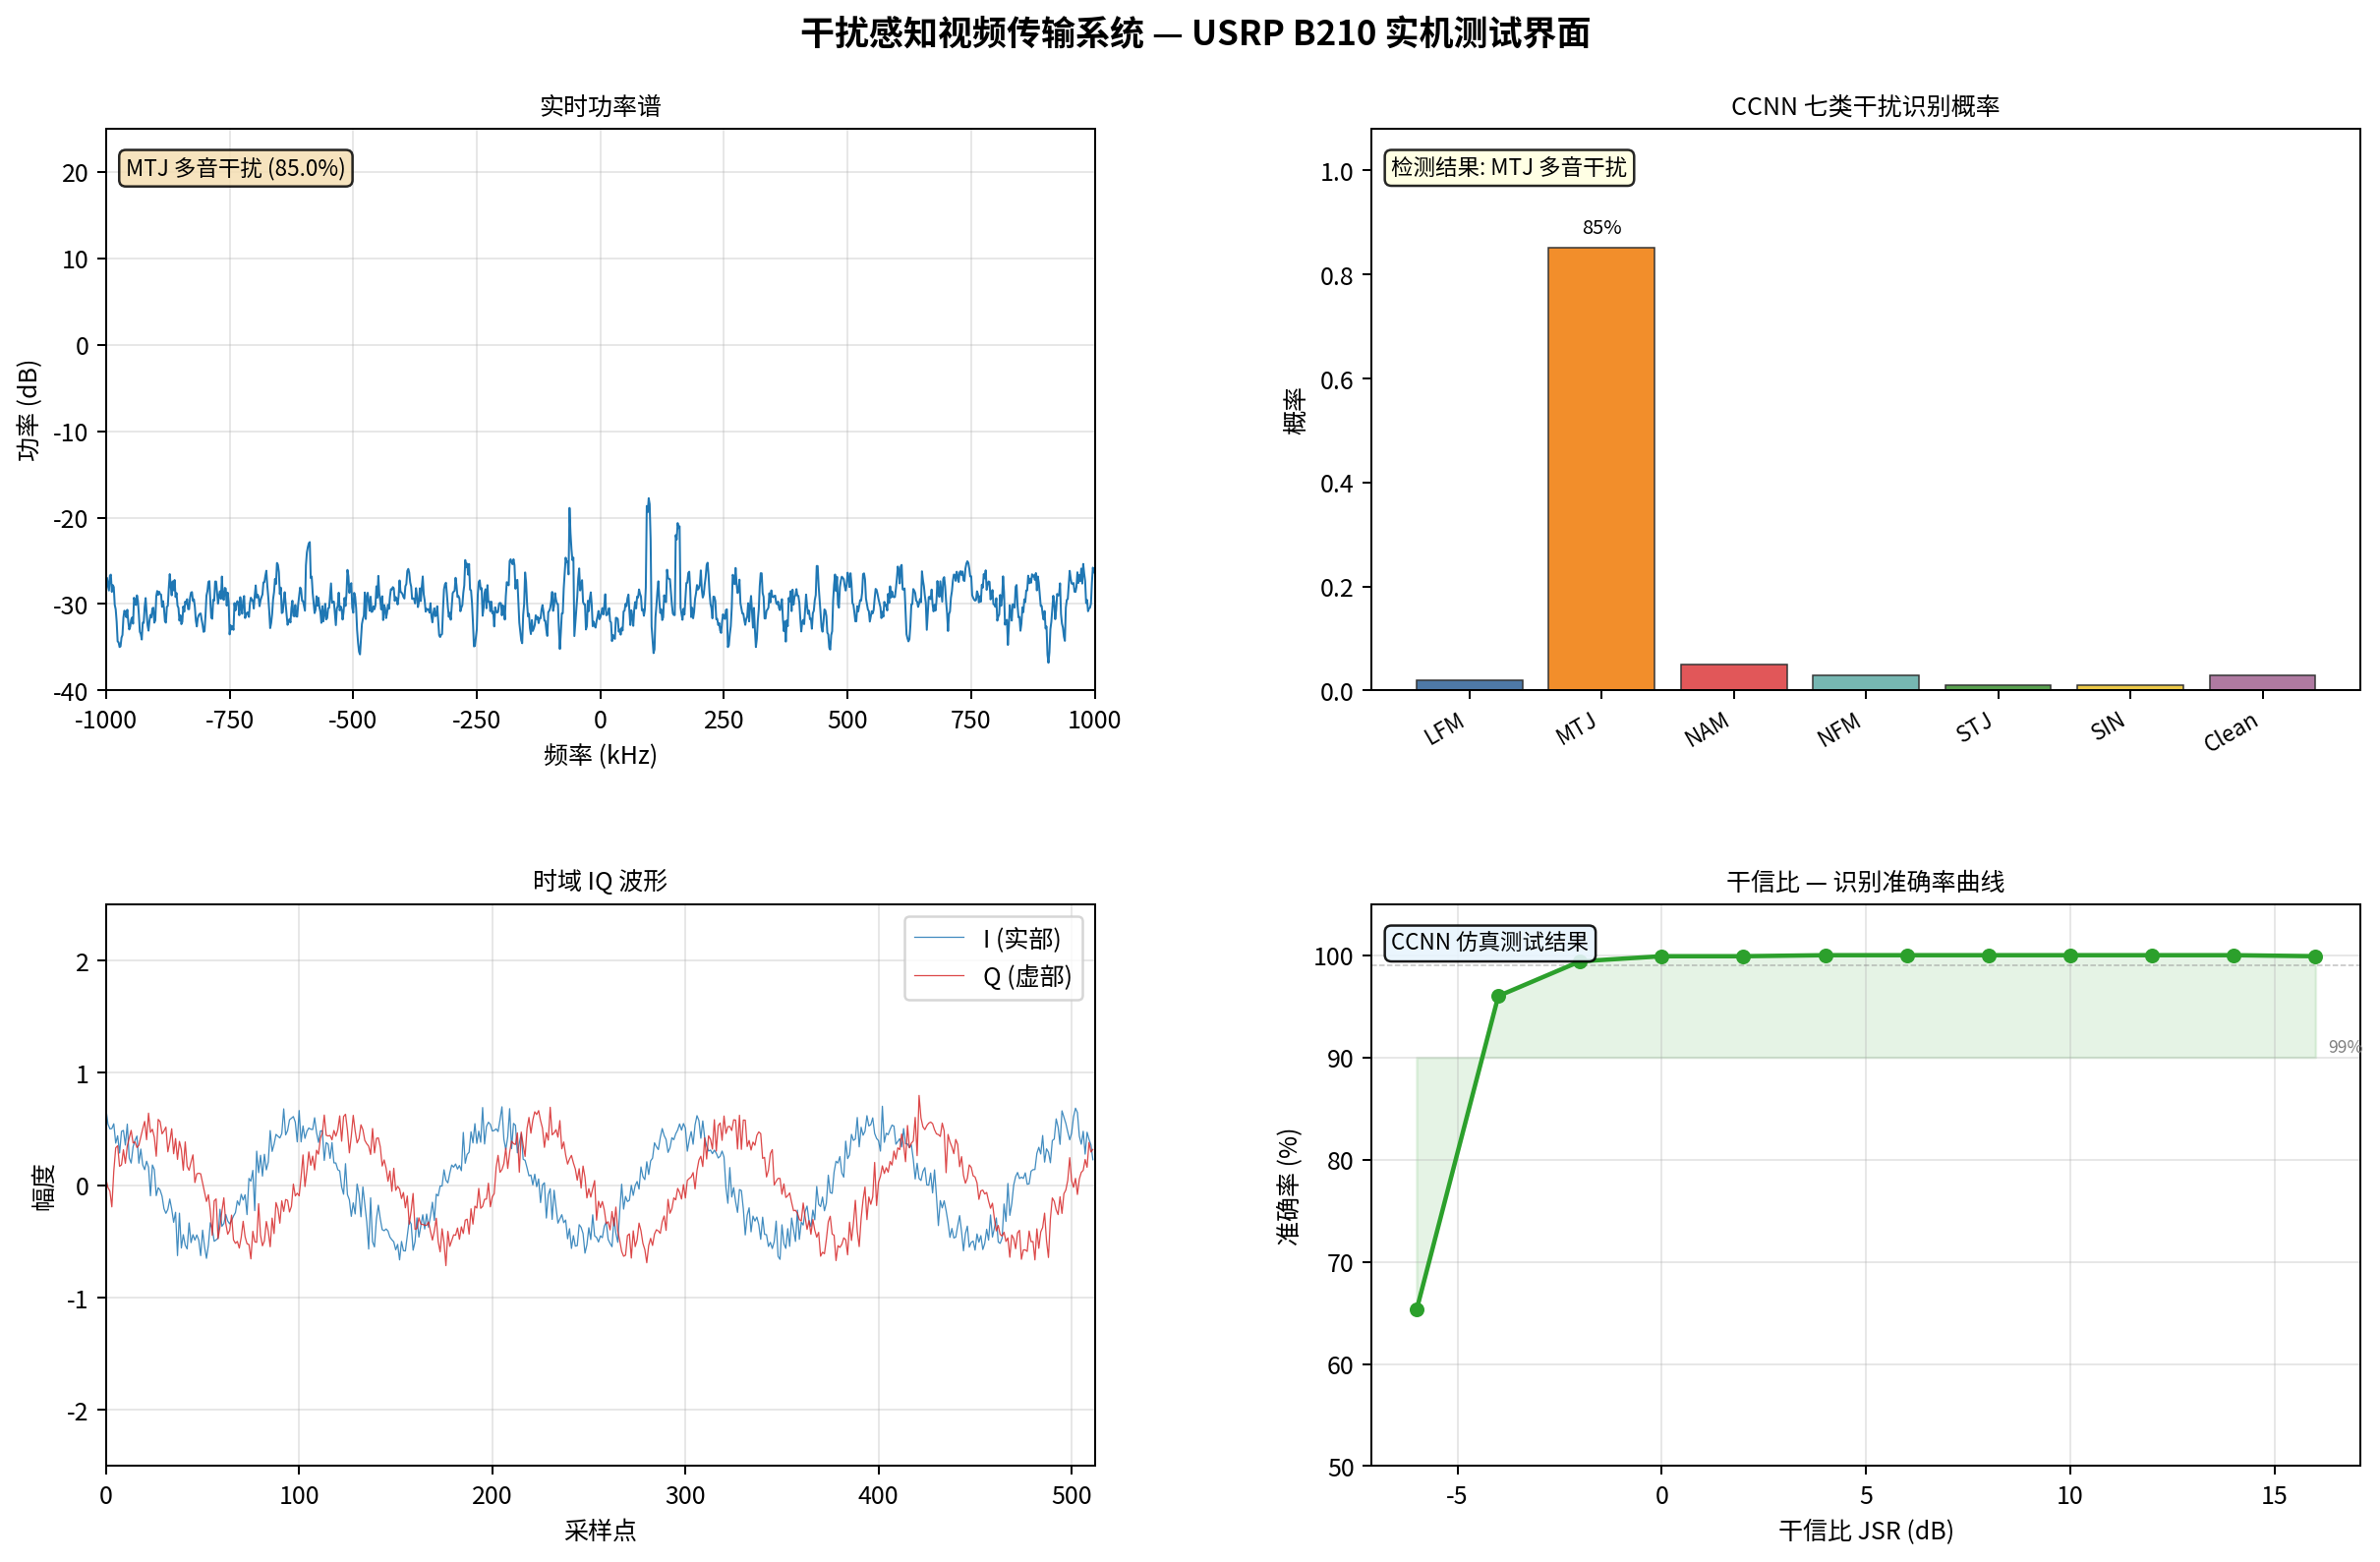 干扰感知视频传输系统 — USRP B210 实机测试界面
实时功率谱
MTJ 多音干扰 (85.0%)
功率 (dB)
20
10
0
-10
-20
-30
-40
-1000 -750 -500 -250 0 250 500 750 1000
频率 (kHz)
CCNN 七类干扰识别概率
检测结果: MTJ 多音干扰
85%
概率
1.0
0.8
0.6
0.4
0.2
0.0
LFM MTJ NAM NFM STJ SIN Clean
时域 IQ 波形
I (实部)
Q (虚部)
幅度
2
1
0
-1
-2
0 100 200 300 400 500
采样点
干信比 — 识别准确率曲线
CCNN 仿真测试结果
99%
准确率 (%)
100
90
80
70
60
50
-5 0 5 10 15
干信比 JSR (dB)